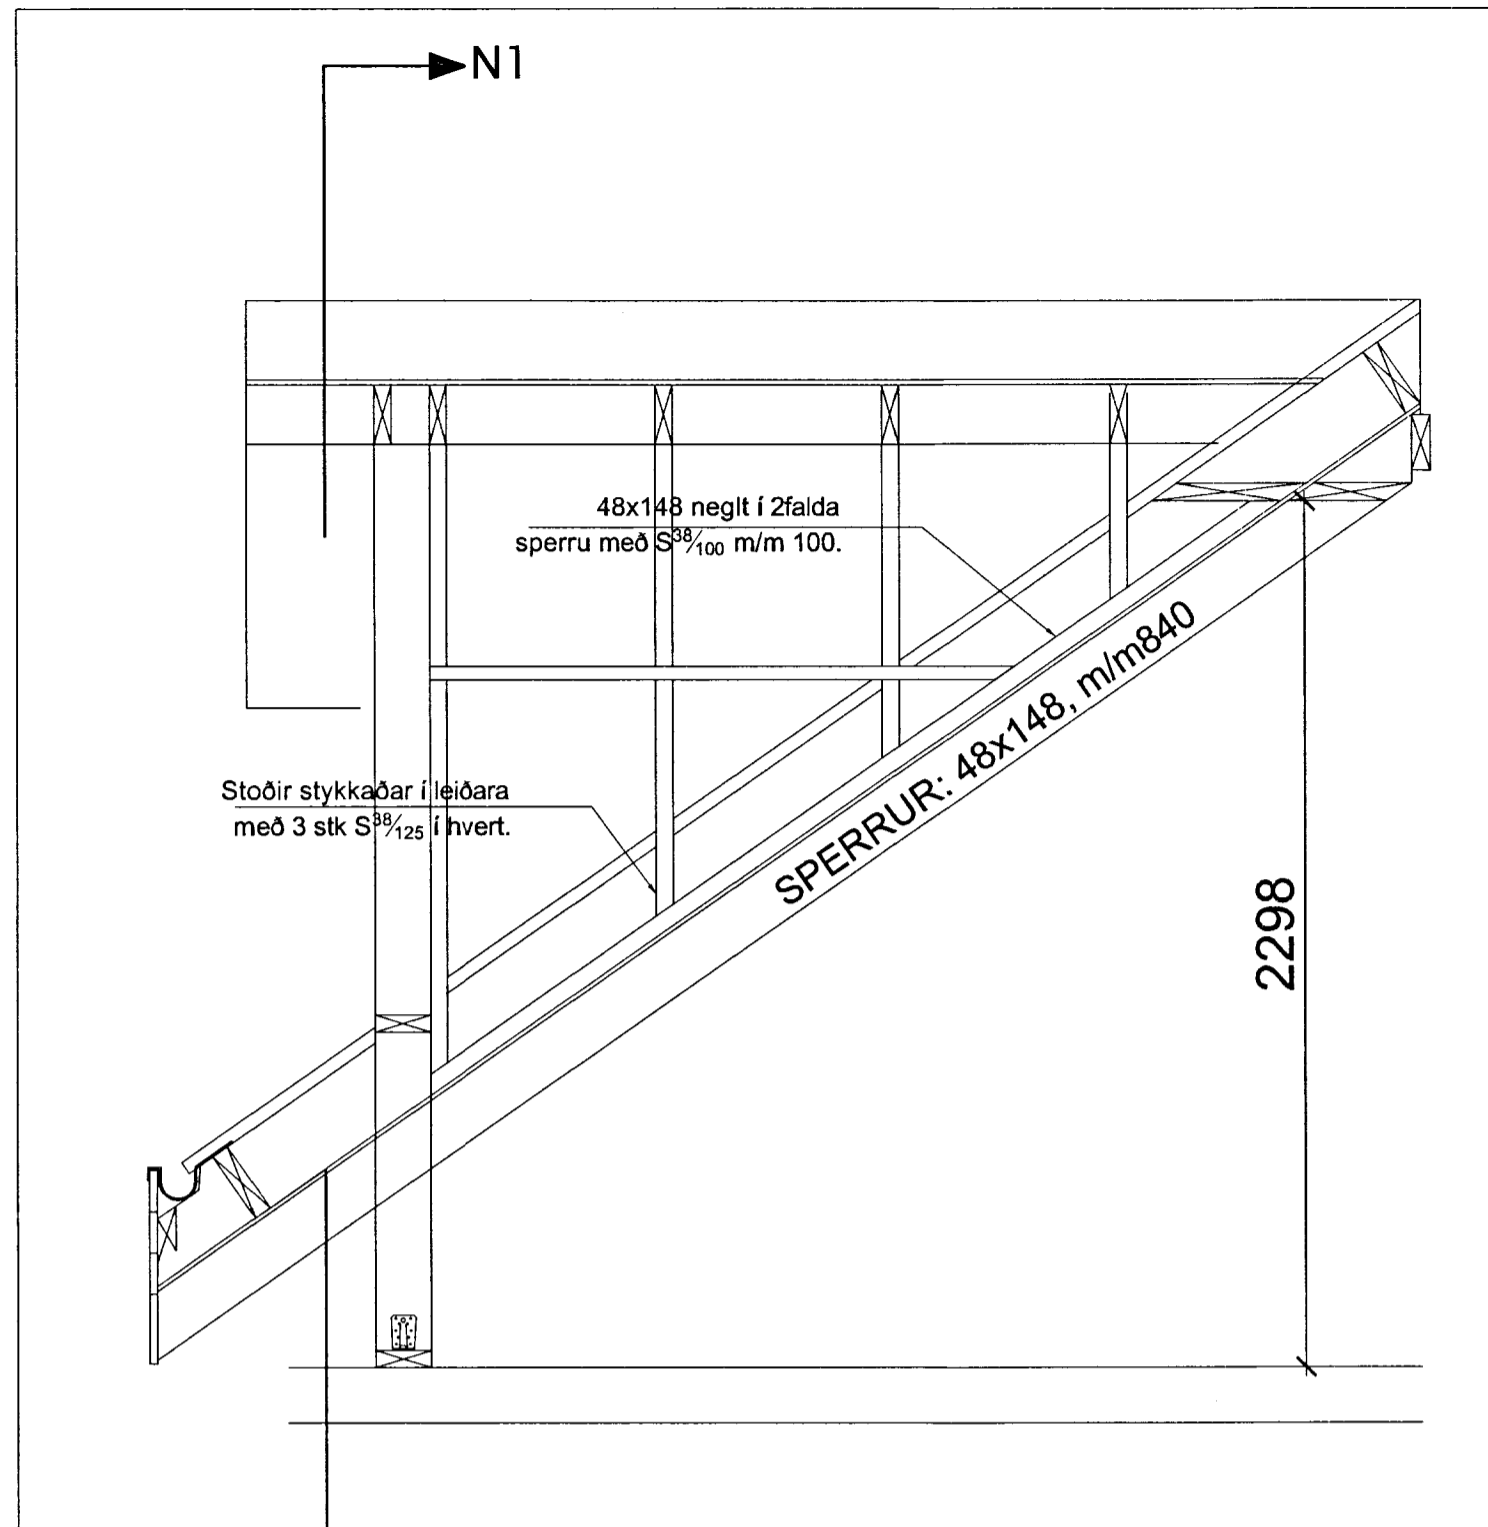 N1
48x148 neglt í 2falda
sperru með S38/100 m/m 100.
SPERRUR: 48x148, m/m840
Stoðir stykkaðar í leiðara
með 3 stk S38/125 í hvert.
2298